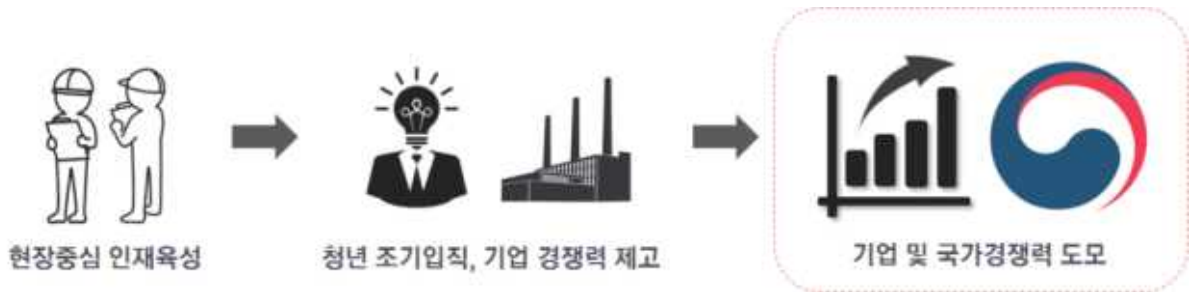 현장중심 인재육성
청년 조기입직, 기업 경쟁력 제고
기업 및 국가경쟁력 도모